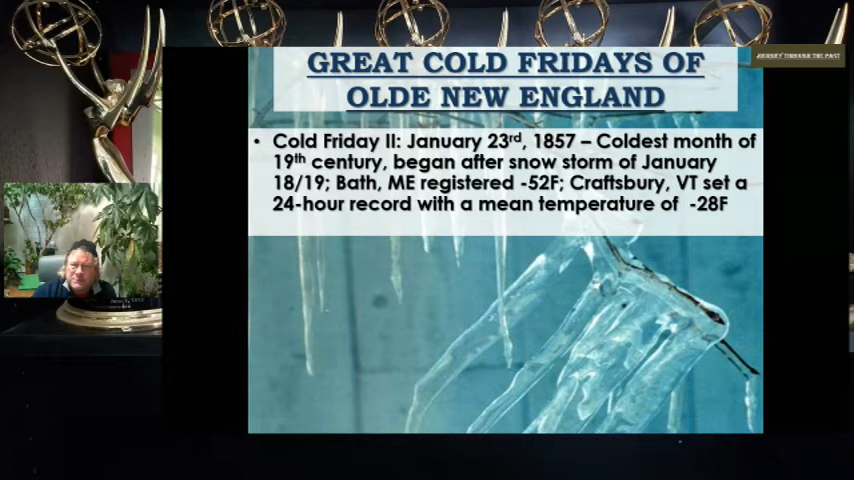 JOURNEY THROUGH THE PAST
GREAT COLD FRIDAYS OF
OLDE NEW ENGLAND
• Cold Friday II: January 23rd, 1857 – Coldest month of
19th century, began after snow storm of January
18/19; Bath, ME registered -52F; Craftsbury, VT set a
24-hour record with a mean temperature of -28F